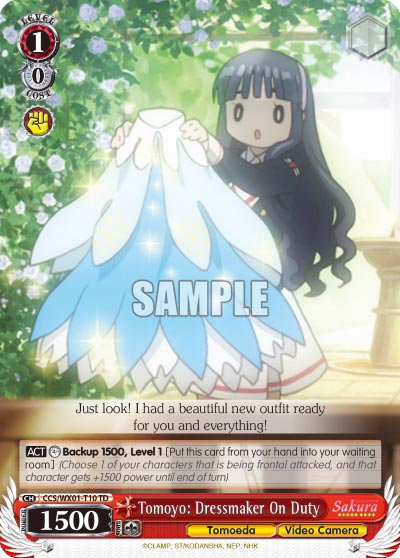 LEVEL
1
0
COST
SAMPLE
Just look! I had a beautiful new outfit ready
for you and everything!
ACT Backup 1500, Level 1 [Put this card from your hand into your waiting
room] (Choose 1 of your characters that is being frontal attacked, and that
character gets +1500 power until end of turn)
CH CCS/WX01-T10 TD
1500
Tomoyo: Dressmaker On Duty
Sakura
Tomoeda
Video Camera
©CLAMP, ST/KODANSHA, NEP, NHK